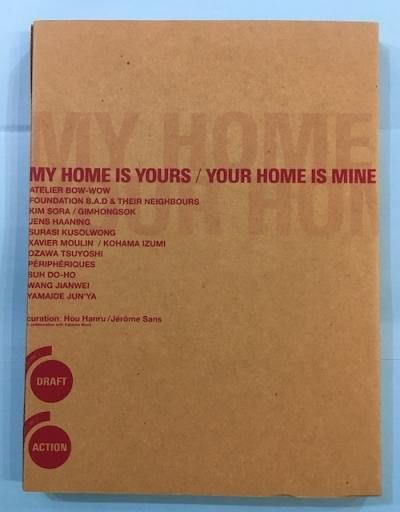 MY HOME
MY HOME IS YOURS / YOUR HOME IS MINE
ATELIER BOW-WOW
FOUNDATION B.A.D & THEIR NEIGHBOURS
KIM SORA / GIMHONGSOK
JENS HAANING
SURASI KUSOLWONG
XAVIER MOULIN / KOHAMA IZUMI
OZAWA TSUYOSHI
PÉRIPHÉRIQUES
SUH DO-HO
WANG JIANWEI
YAMAIDE JUN'YA
curation: Hou Hanru/Jérôme Sans
DRAFT
ACTION